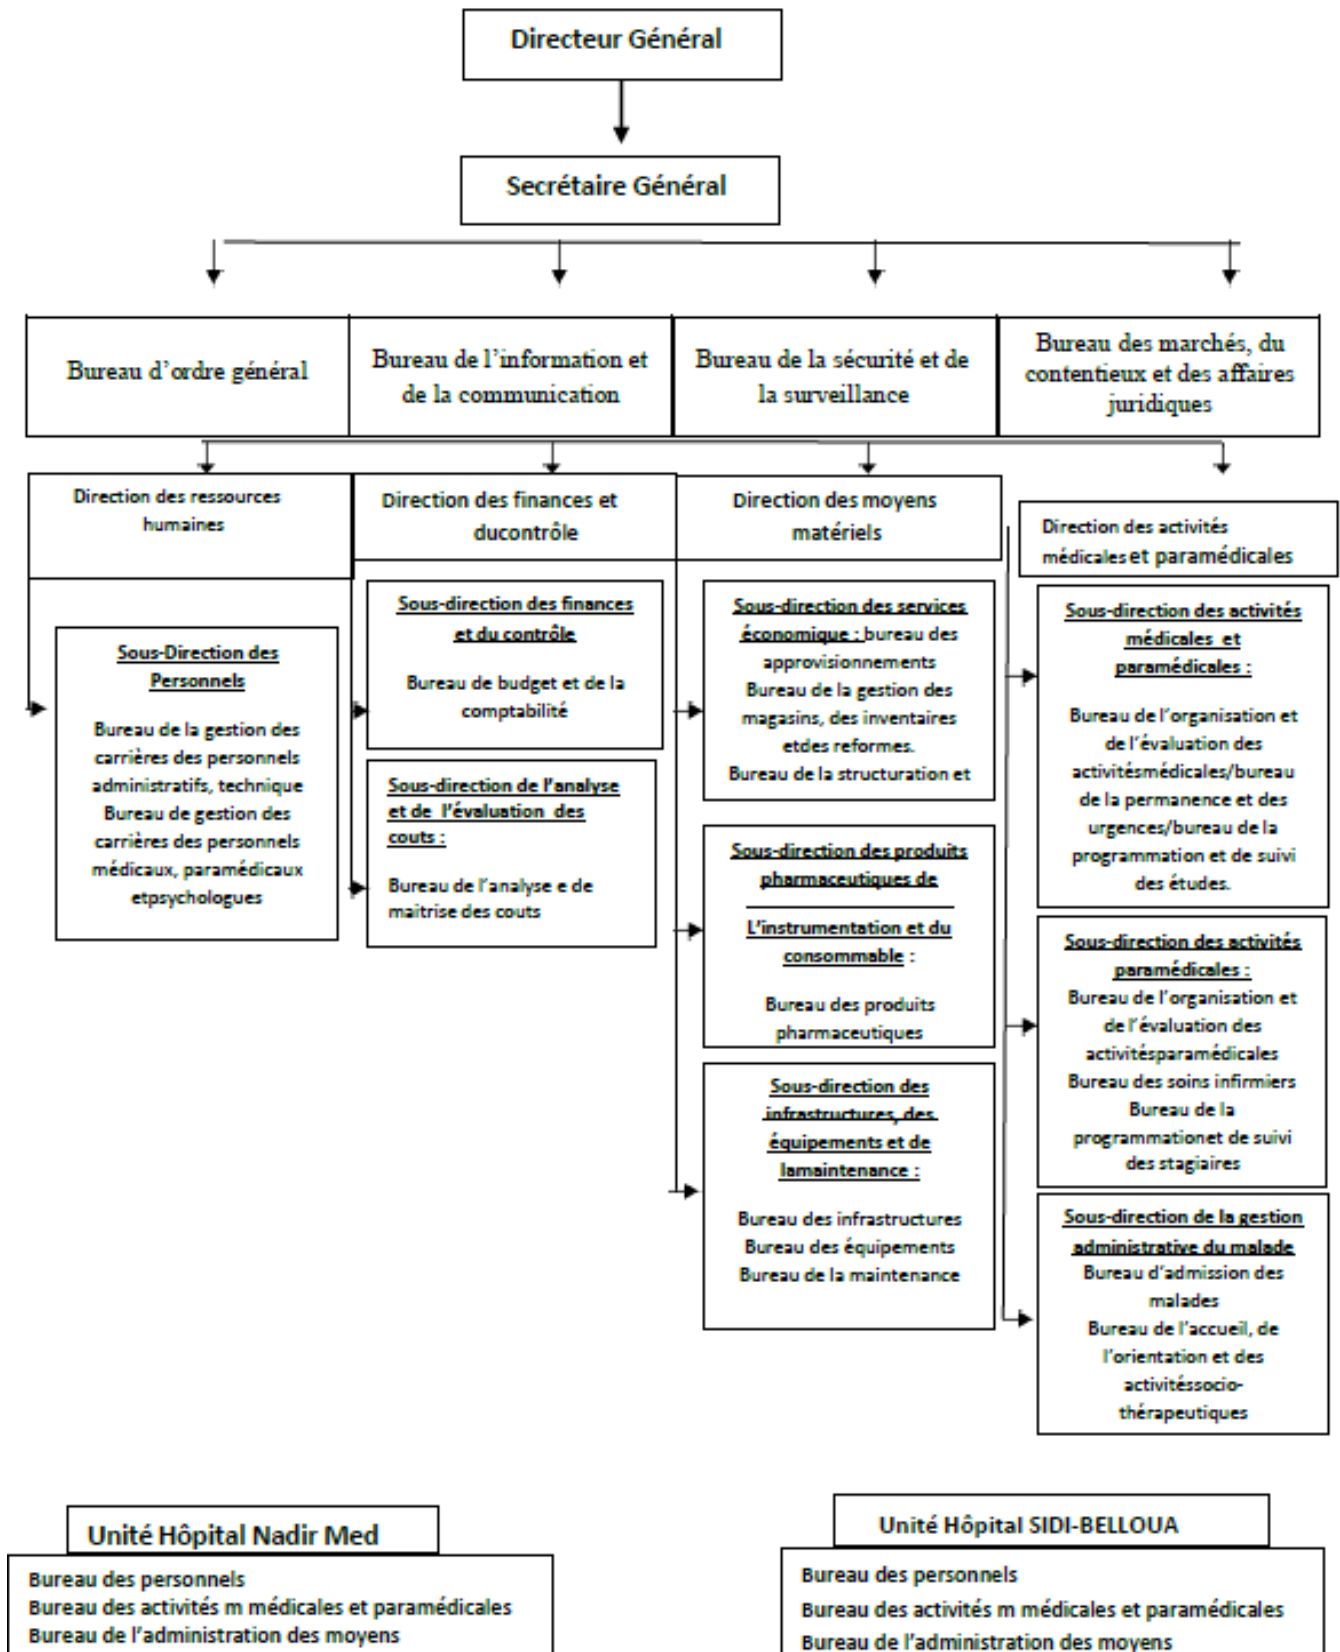 Directeur Général
Secrétaire Général
Bureau d'ordre général
Bureau de l'information et
de la communication
Bureau de la sécurité et de
la surveillance
Bureau des marchés, du
contentieux et des affaires
juridiques
Direction des ressources
humaines
Direction des finances et
ducontrôle
Direction des moyens
matériels
Direction des activités
médicales et paramédicales
Sous-Direction des
Personnels
Bureau de la gestion des
carrières des personnels
administratifs, technique
Bureau de gestion des
carrières des personnels
médicaux, paramédicaux
etpsychologues
Sous-direction des finances
et du contrôle
Bureau de budget et de la
comptabilité
Sous-direction de l'analyse
et de l'évaluation des
couts :
Bureau de l'analyse e de
maitrise des couts
Sous-direction des services
économique : bureau des
approvisionnements
Bureau de la gestion des
magasins, des inventaires
etdes reformes.
Bureau de la structuration et
Sous-direction des produits
pharmaceutiques de
L'instrumentation et du
consommable :
Bureau des produits
pharmaceutiques
Sous-direction des
infrastructures, des
équipements et de
lamaintenance :
Bureau des infrastructures
Bureau des équipements
Bureau de la maintenance
Sous-direction des activités
médicales et
paramédicales :
Bureau de l'organisation et
de l'évaluation des
activitésmédicales/bureau
de la permanence et des
urgences/bureau de la
programmation et de suivi
des études.
Sous-direction des activités
paramédicales :
Bureau de l'organisation et
de l'évaluation des
activitésparamédicales
Bureau des soins infirmiers
Bureau de la
programmationet de suivi
des stagiaires
Sous-direction de la gestion
administrative du malade
Bureau d'admission des
malades
Bureau de l'accueil, de
l'orientation et des
activitéssocio-
thérapeutiques
Unité Hôpital Nadir Med
Bureau des personnels
Bureau des activités m médicales et paramédicales
Bureau de l'administration des moyens
Unité Hôpital SIDI-BELLOUA
Bureau des personnels
Bureau des activités m médicales et paramédicales
Bureau de l'administration des moyens